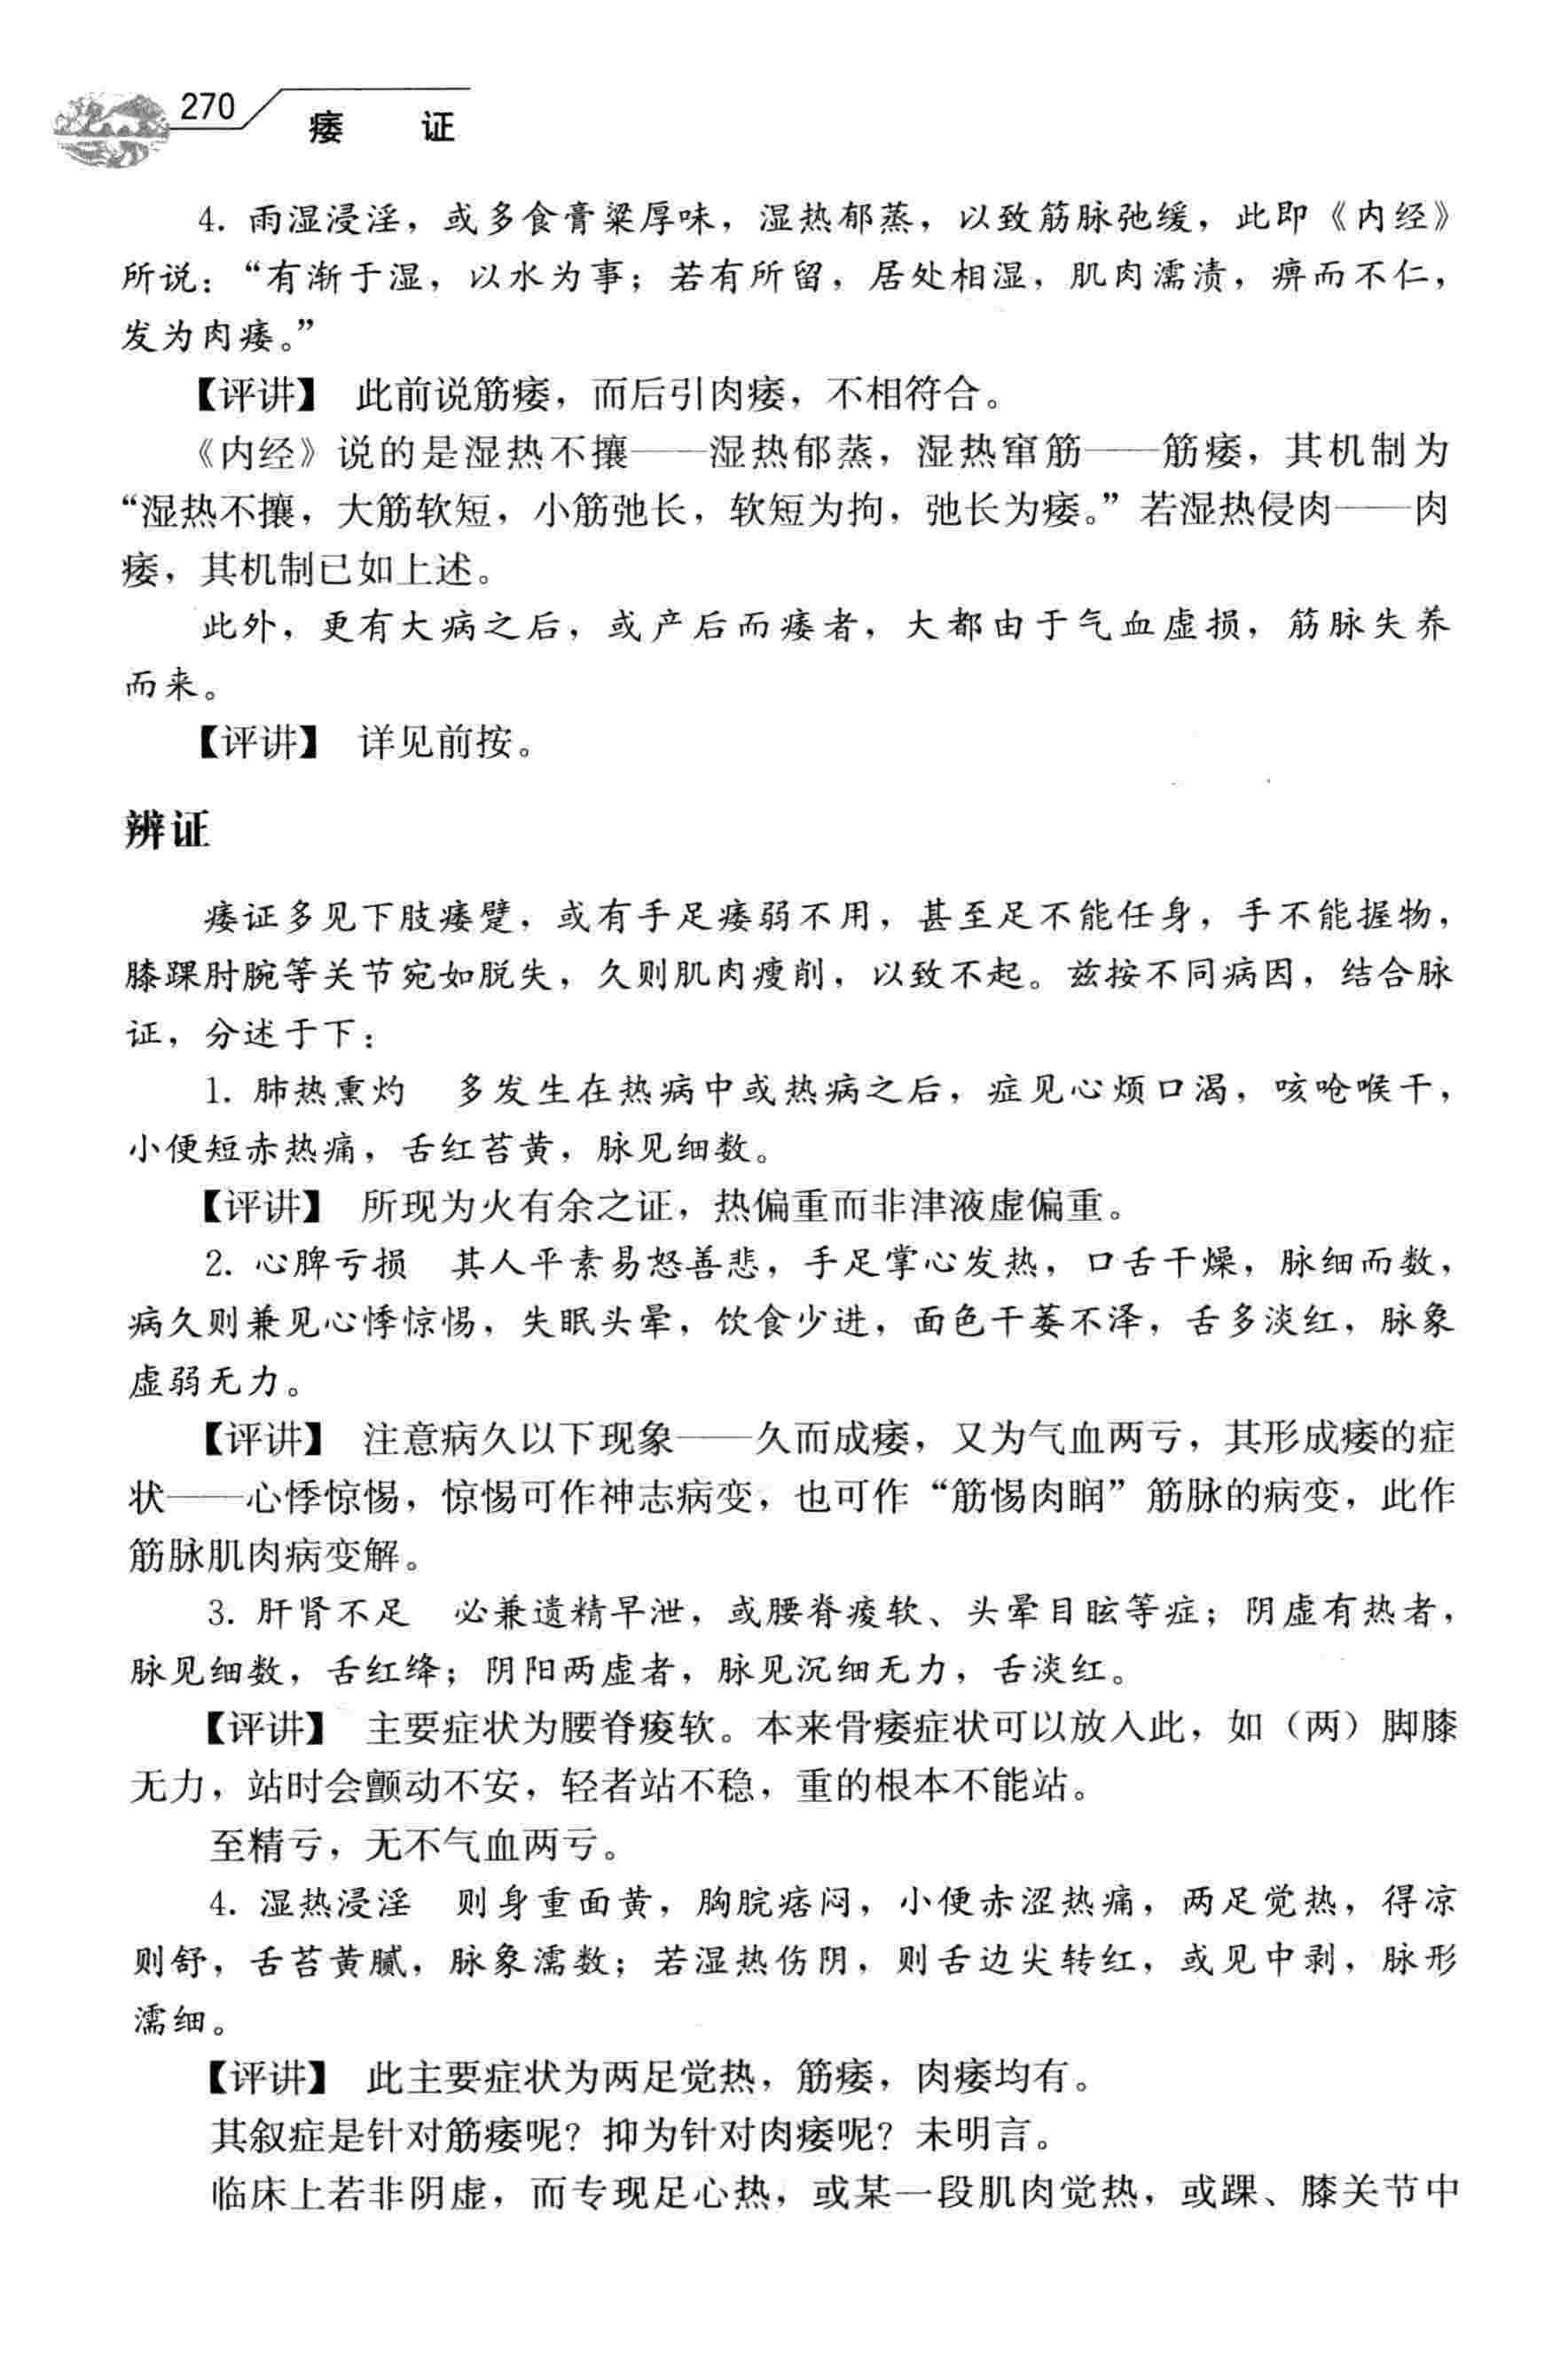 270
痿 证
4. 雨湿浸淫，或多食膏粱厚味，湿热郁蒸，以致筋脉弛缓，此即《内经》
所说：“有渐于湿，以水为事；若有所留，居处相湿，肌肉濡渍，痹而不仁，
发为肉痿。”
【评讲】 此前说筋痿，而后引肉痿，不相符合。
《内经》说的是湿热不攘——湿热郁蒸，湿热窜筋——筋痿，其机制为
“湿热不攘，大筋软短，小筋弛长，软短为拘，弛长为痿。”若湿热侵肉——肉
痿，其机制已如上述。
此外，更有大病之后，或产后而痿者，大都由于气血虚损，筋脉失养
而来。
【评讲】 详见前按。
辨证
痿证多见下肢痿躄，或有手足痿弱不用，甚至足不能任身，手不能握物，
膝踝肘腕等关节宛如脱失，久则肌肉瘦削，以致不起。兹按不同病因，结合脉
证，分述于下：
1. 肺热熏灼 多发生在热病中或热病之后，症见心烦口渴，咳呛喉干，
小便短赤热痛，舌红苔黄，脉见细数。
【评讲】 所现为火有余之证，热偏重而非津液虚偏重。
2. 心脾亏损 其人平素易怒善悲，手足掌心发热，口舌干燥，脉细而数，
病久则兼见心悸惊惕，失眠头晕，饮食少进，面色干萎不泽，舌多淡红，脉象
虚弱无力。
【评讲】 注意病久以下现象——久而成痿，又为气血两亏，其形成痿的症
状——心悸惊惕，惊惕可作神志病变，也可作“筋惕肉瞤”筋脉的病变，此作
筋脉肌肉病变解。
3. 肝肾不足 必兼遗精早泄，或腰脊痠软、头晕目眩等症；阴虚有热者，
脉见细数，舌红绛；阴阳两虚者，脉见沉细无力，舌淡红。
【评讲】 主要症状为腰脊痠软。本来骨痿症状可以放入此，如（两）脚膝
无力，站时会颤动不安，轻者站不稳，重的根本不能站。
至精亏，无不气血两亏。
4. 湿热浸淫 则身重面黄，胸脘痞闷，小便赤涩热痛，两足觉热，得凉
则舒，舌苔黄腻，脉象濡数；若湿热伤阴，则舌边尖转红，或见中剥，脉形
濡细。
【评讲】 此主要症状为两足觉热，筋痿，肉痿均有。
其叙症是针对筋痿呢？抑为针对肉痿呢？未明言。
临床上若非阴虚，而专现足心热，或某一段肌肉觉热，或踝、膝关节中